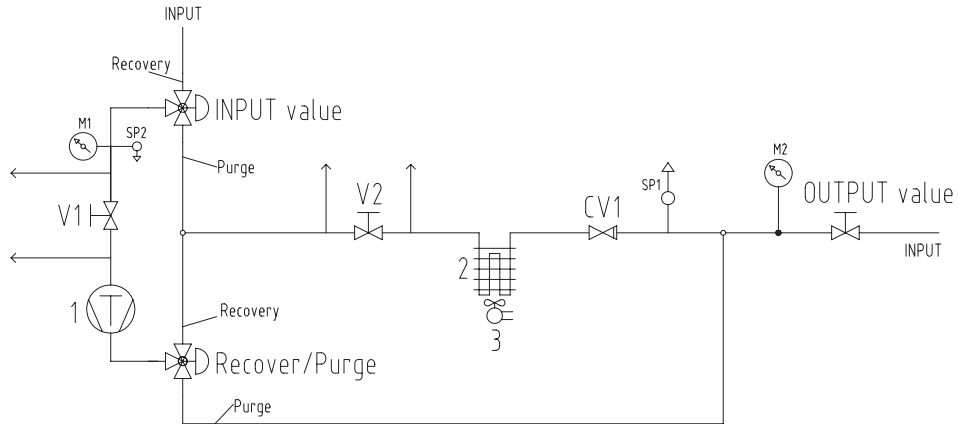 INPUT
Recovery
INPUT value
M1
SP2
Purge
V1
V2
CV1
SP1
M2
OUTPUT value
INPUT
2
1
3
Recovery
Recover/Purge
Purge